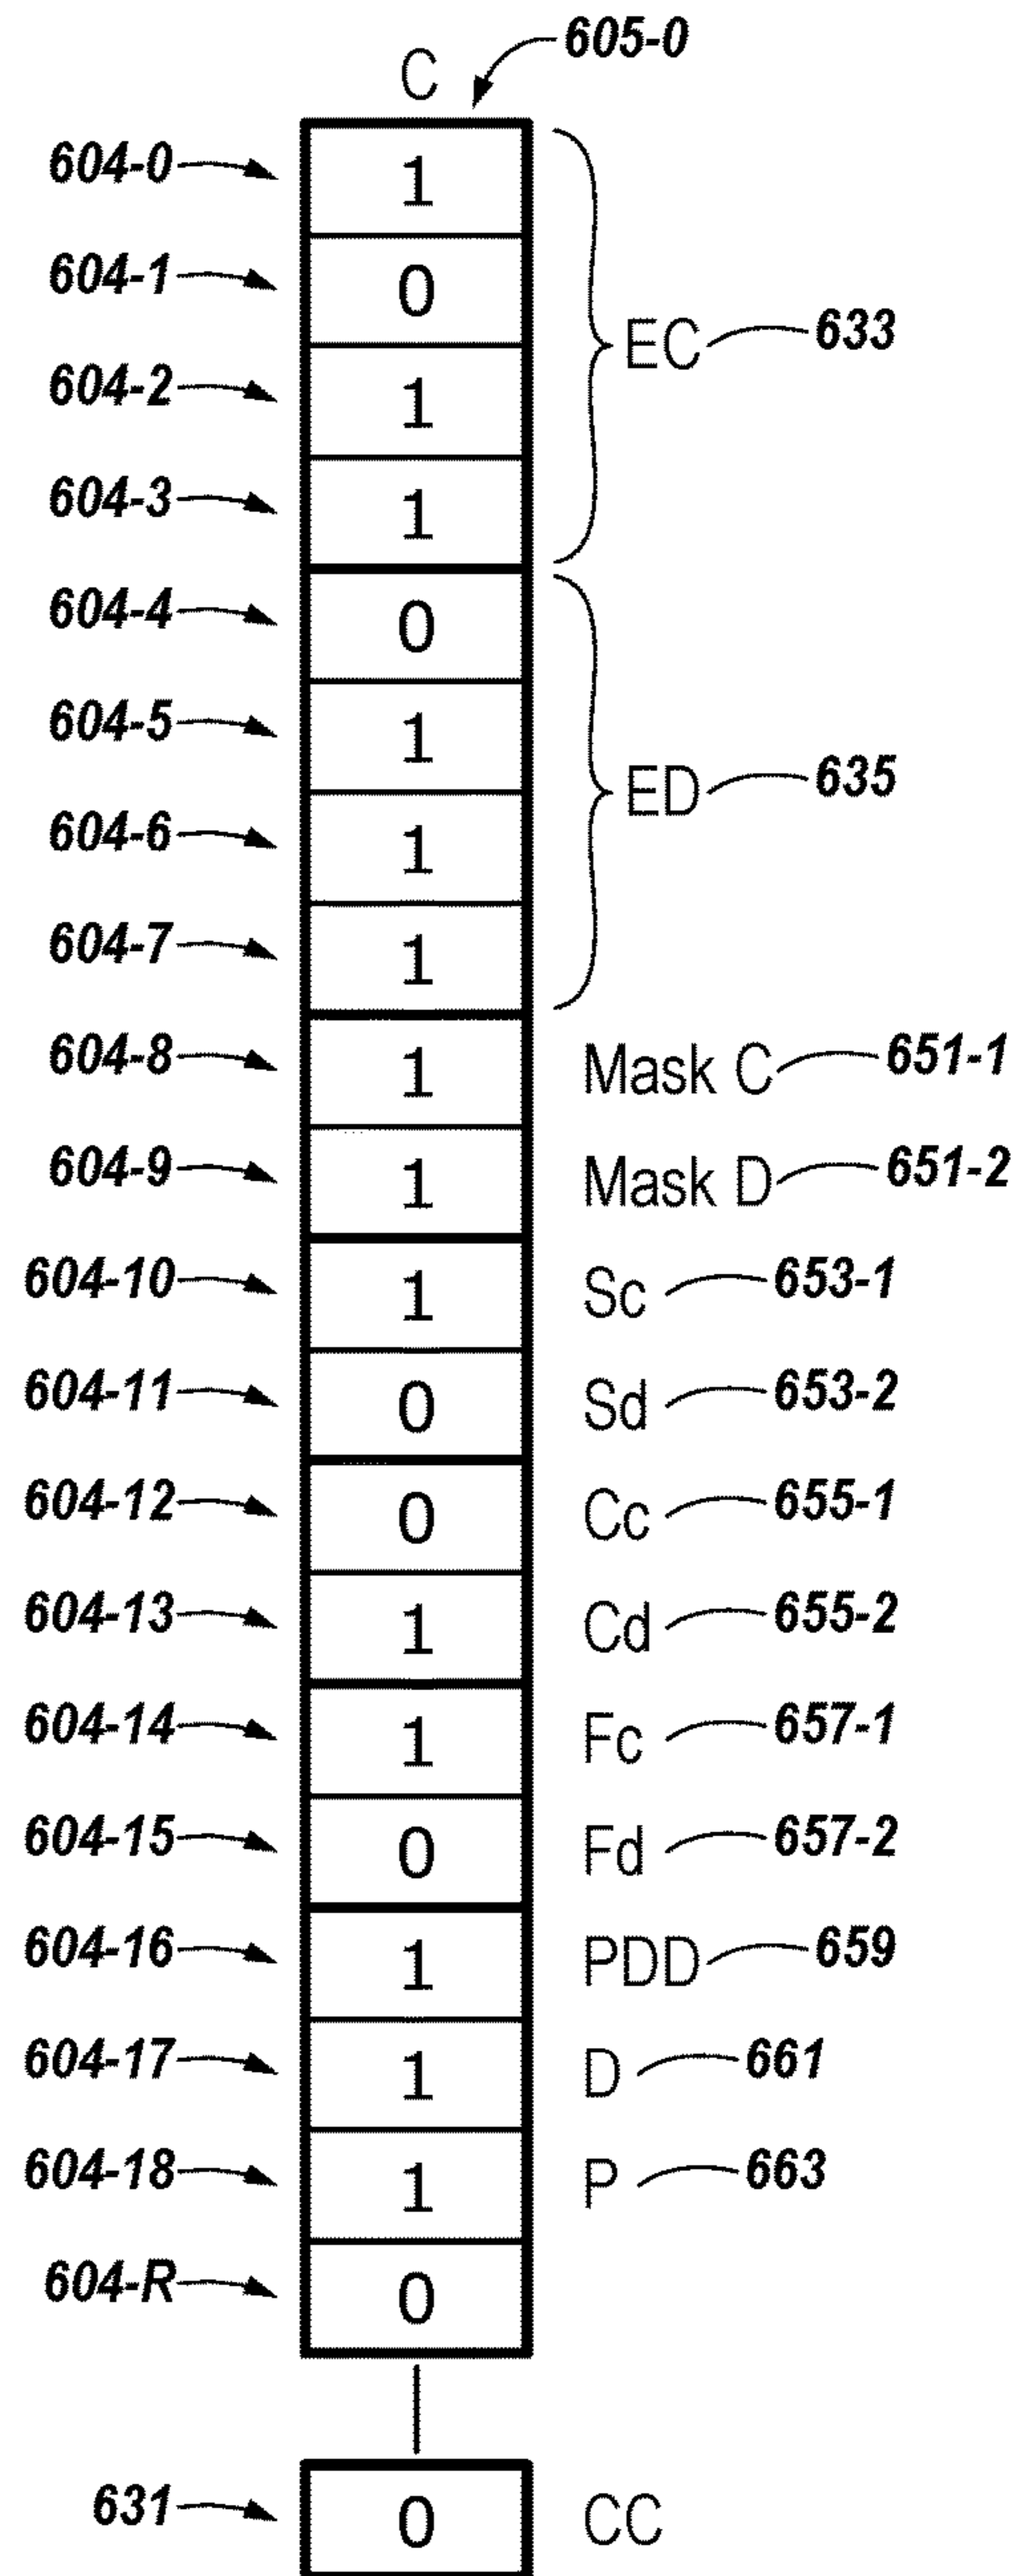 605-0
C
604-0 1
604-1 0
EC 633
604-2 1
604-3 1
604-4 0
604-5 1
ED 635
604-6 1
604-7 1
604-8 1 Mask C 651-1
604-9 1 Mask D 651-2
604-10 1 Sc 653-1
604-11 0 Sd 653-2
604-12 0 Cc 655-1
604-13 1 Cd 655-2
604-14 1 Fc 657-1
604-15 0 Fd 657-2
604-16 1 PDD 659
604-17 1 D 661
604-18 1 P 663
604-R 0
631 0 CC